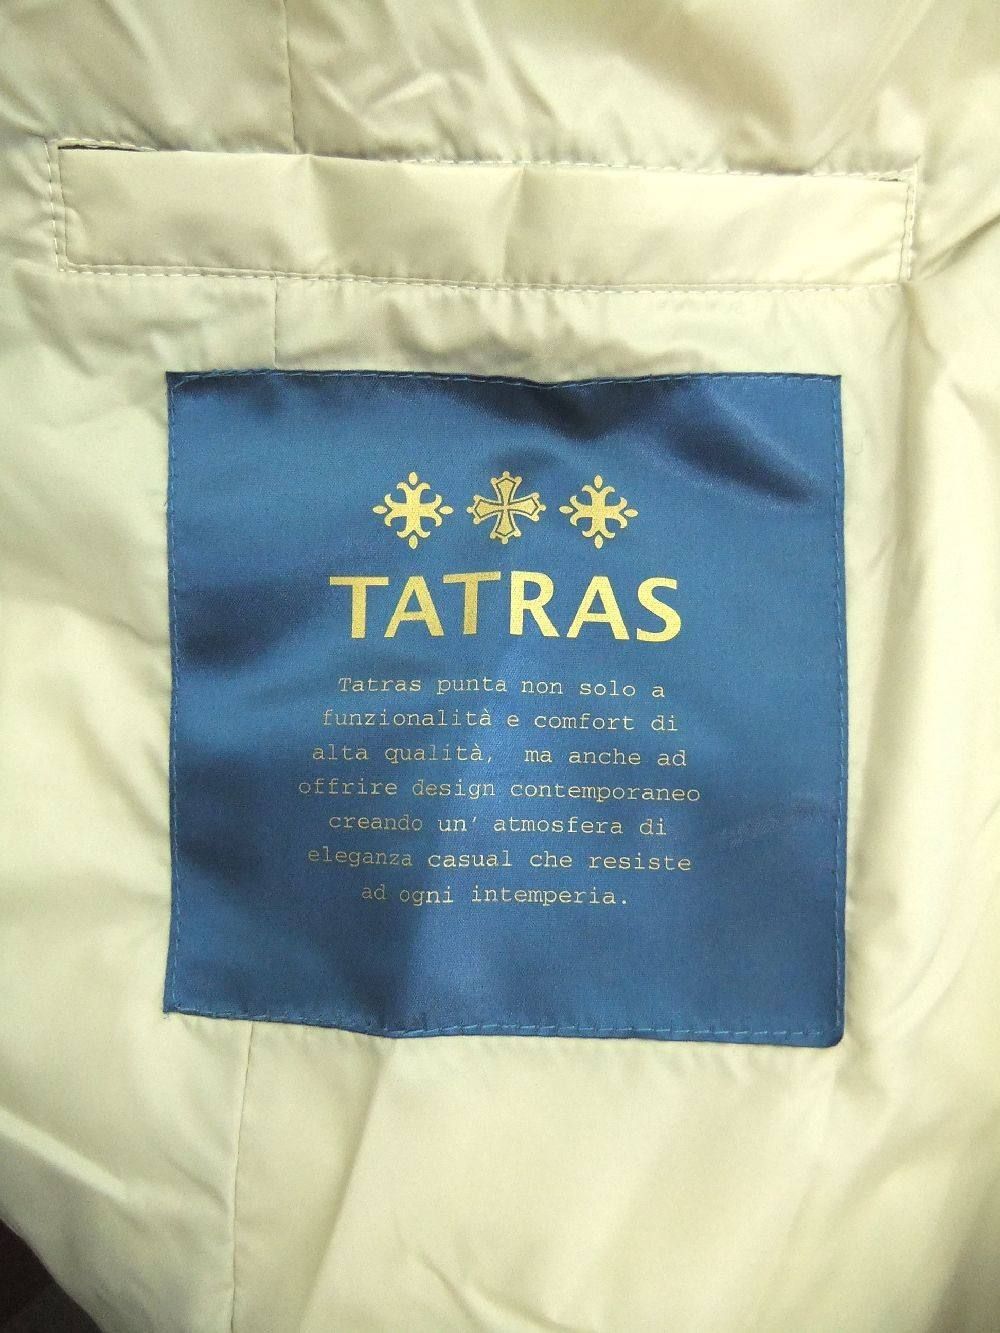 TATRAS
Tatras punta non solo a
funzionalità e comfort di
alta qualità, ma anche ad
offrire design contemporaneo
creando un' atmosfera di
eleganza casual che resiste
ad ogni intemperia.